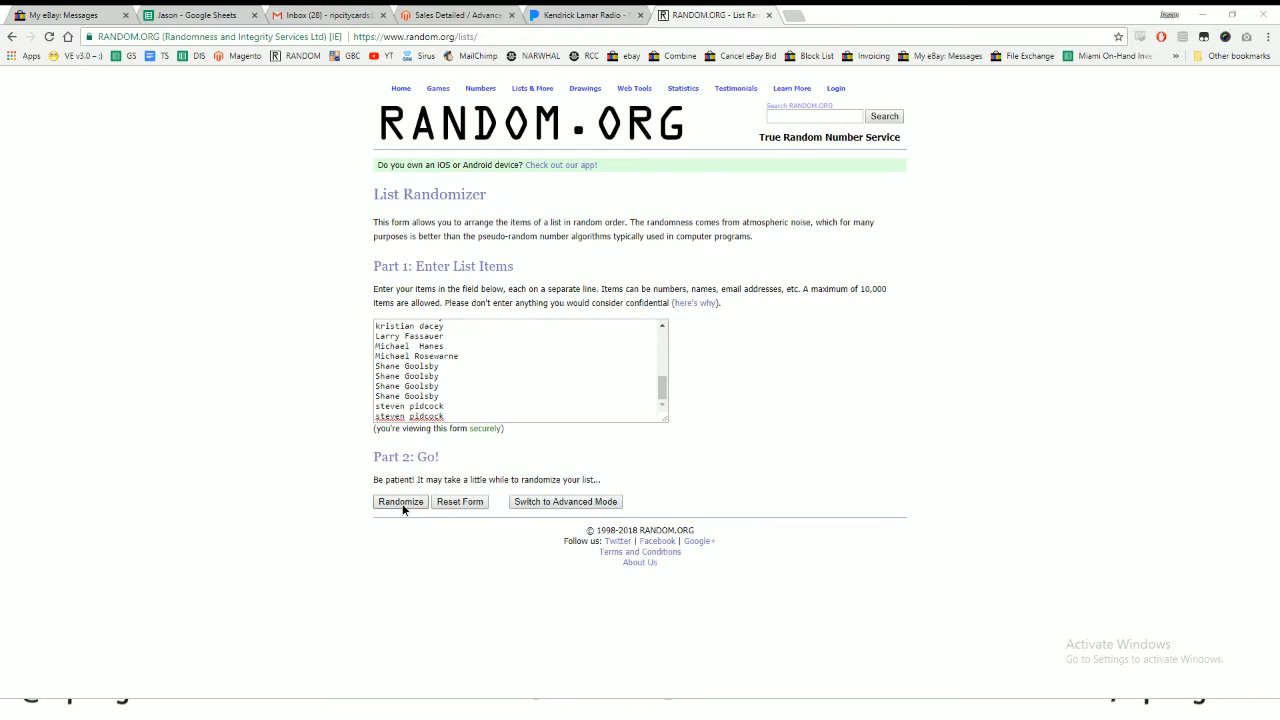 My eBay: Messages
Jason - Google Sheets
Inbox (28) - ripcitycards@
Sales Detailed / Advance
Kendrick Lamar Radio -
RANDOM.ORG - List Ra
Jason
RANDOM.ORG (Randomness and Integrity Services Ltd) [IE]
https://www.random.org/lists/
Apps
VE v3.0 -- :)
GS
TS
DIS
Magento
RANDOM
GBC
YT
Sirus
MailChimp
NARWHAL
RCC
ebay
Combine
Cancel eBay Bid
Block List
Invoicing
My eBay: Messages
File Exchange
Miami On-Hand Inve
Other bookmarks
Home Games Numbers Lists & More Drawings Web Tools Statistics Testimonials Learn More Login
RANDOM.ORG
Search RANDOM.ORG
Search
True Random Number Service
Do you own an iOS or Android device? Check out our app!
List Randomizer
This form allows you to arrange the items of a list in random order. The randomness comes from atmospheric noise, which for many
purposes is better than the pseudo-random number algorithms typically used in computer programs.
Part 1: Enter List Items
Enter your items in the field below, each on a separate line. Items can be numbers, names, email addresses, etc. A maximum of 10,000
items are allowed. Please don't enter anything you would consider confidential (here's why).
kristian dacey
Larry Fassauer
Michael  Hanes
Michael Rosewarne
Shane Goolsby
Shane Goolsby
Shane Goolsby
Shane Goolsby
steven pidcock
steven pidcock
(you're viewing this form securely)
Part 2: Go!
Be patient! It may take a little while to randomize your list...
Randomize
Reset Form
Switch to Advanced Mode
© 1998-2018 RANDOM.ORG
Follow us: Twitter | Facebook | Google+
Terms and Conditions
About Us
Activate Windows
Go to Settings to activate Windows.